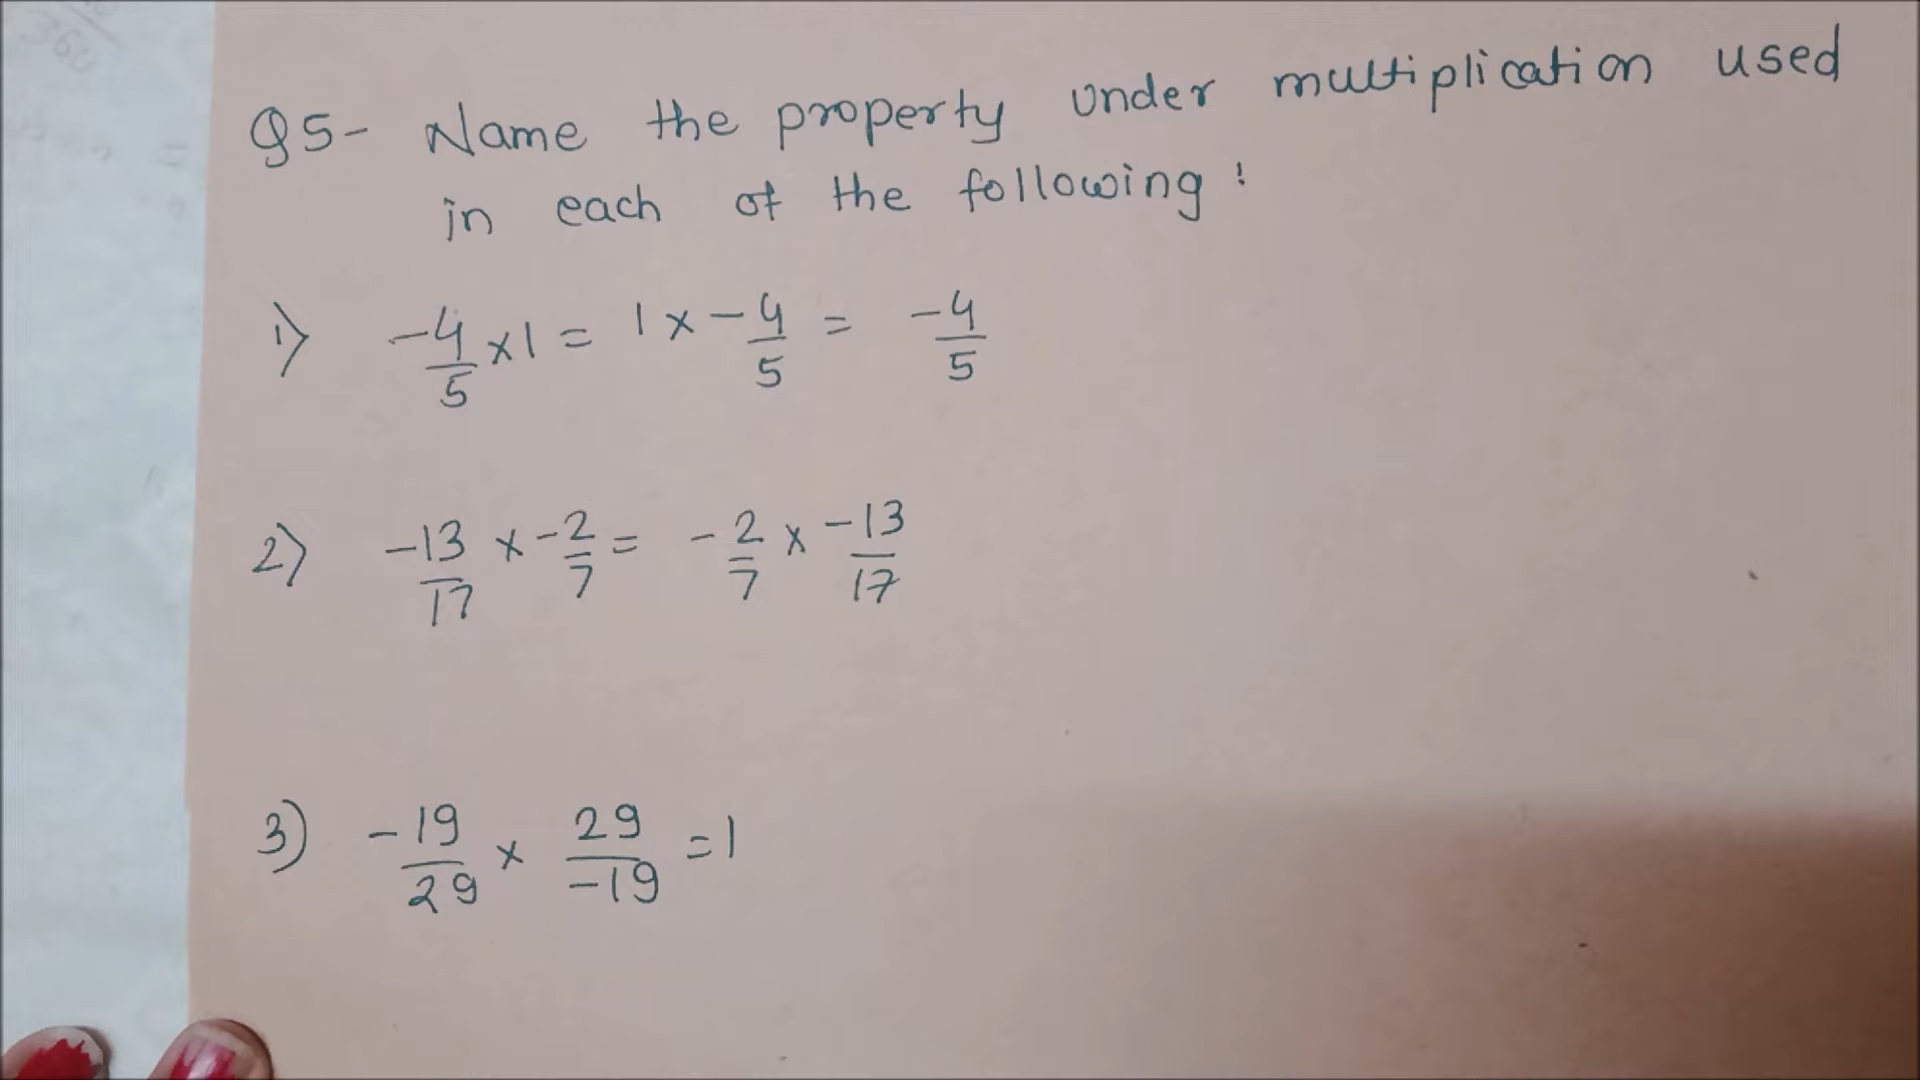 Q5- Name the property under multiplication used
in each of the following :
1) -4/5 x1 = 1 x -4/5 = -4/5
2) -13/17 x -2/7 = -2/7 x -13/17
3) -19/29 x 29/-19 =1